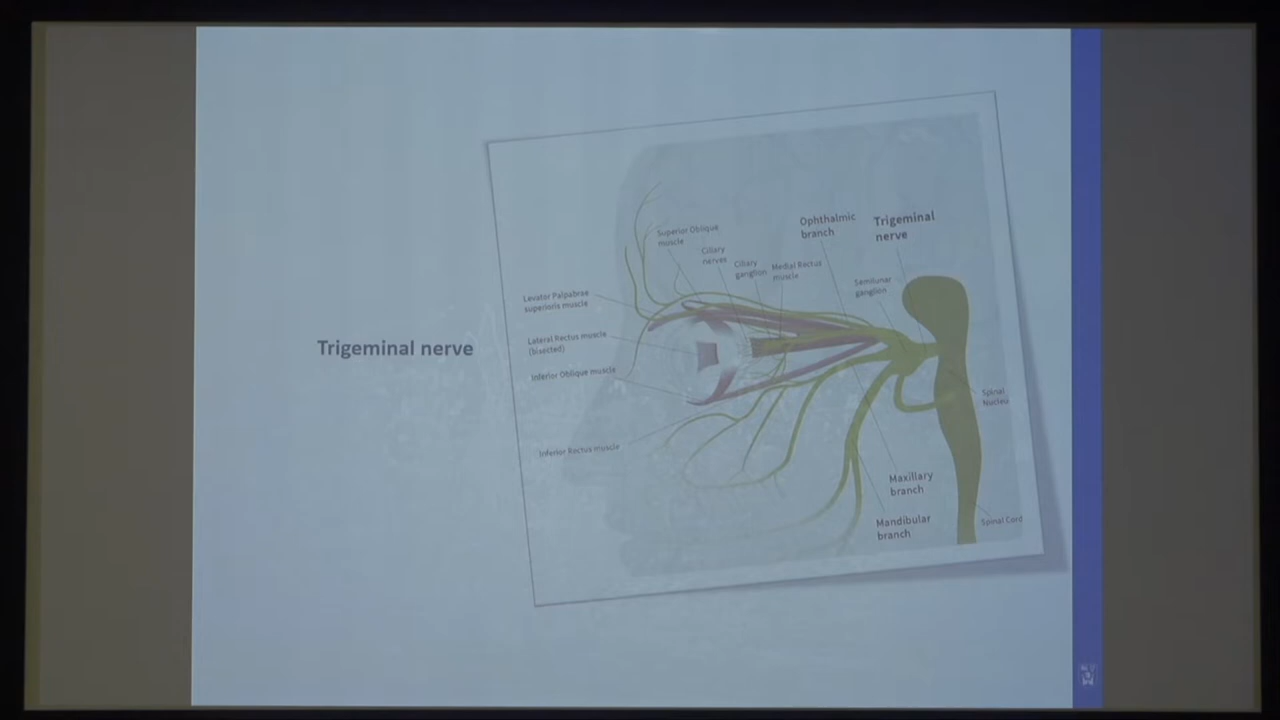 Trigeminal nerve
Superior Oblique
muscle
Ciliary
nerves
Ciliary
ganglion
Medial Rectus
muscle
Ophthalmic
branch
Trigeminal
nerve
Semilunar
ganglion
Levator Palpabrae
superioris muscle
Lateral Rectus muscle
(bisected)
Inferior Oblique muscle
Inferior Rectus muscle
Spinal
Nucleu
Maxillary
branch
Mandibular
branch
Spinal Cord